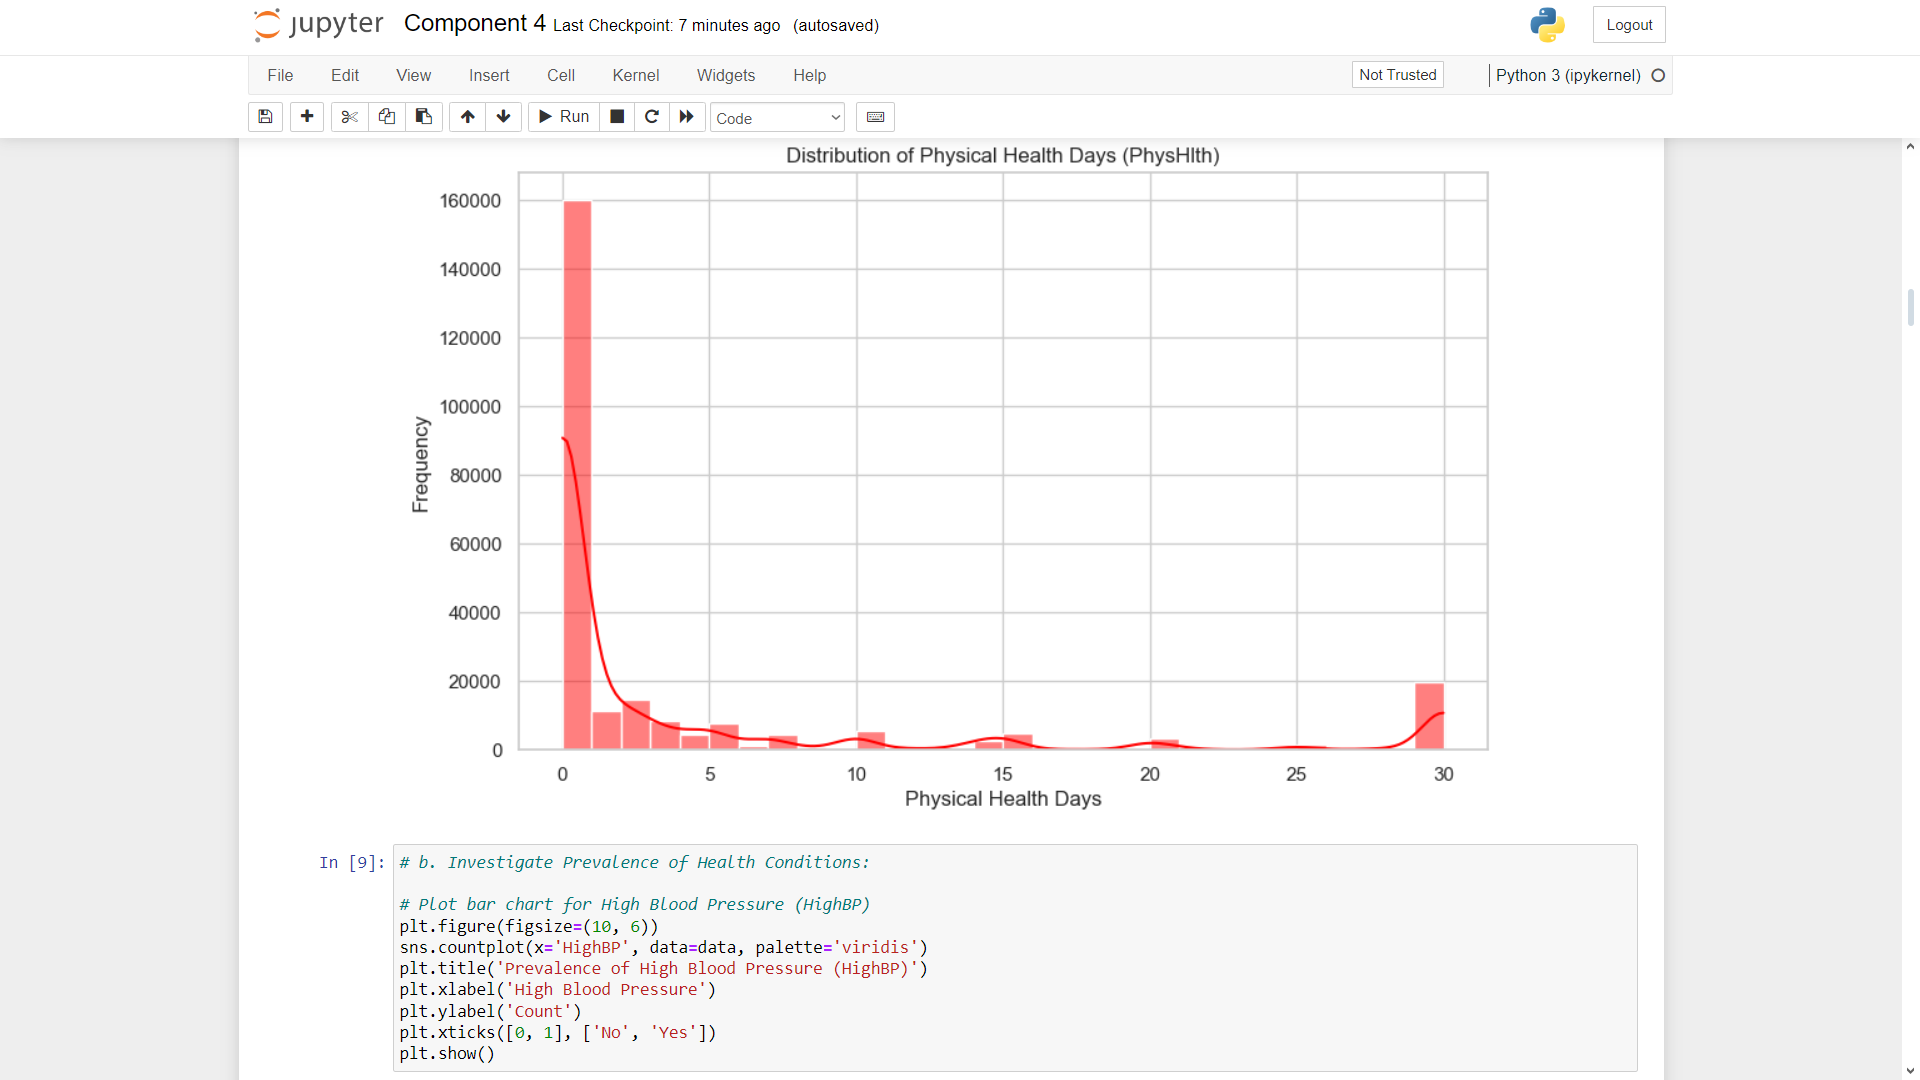 jupyter Component 4 Last Checkpoint: 7 minutes ago (autosaved) Logout
File Edit View Insert Cell Kernel Widgets Help Not Trusted Python 3 (ipykernel)
Run Code
Distribution of Physical Health Days (PhysHlth)
160000
140000
120000
100000
80000
60000
40000
20000
0
Frequency
0 5 10 15 20 25 30
Physical Health Days
In [9]: # b. Investigate Prevalence of Health Conditions:
# Plot bar chart for High Blood Pressure (HighBP)
plt.figure(figsize=(10, 6))
sns.countplot(x='HighBP', data=data, palette='viridis')
plt.title('Prevalence of High Blood Pressure (HighBP)')
plt.xlabel('High Blood Pressure')
plt.ylabel('Count')
plt.xticks([0, 1], ['No', 'Yes'])
plt.show()